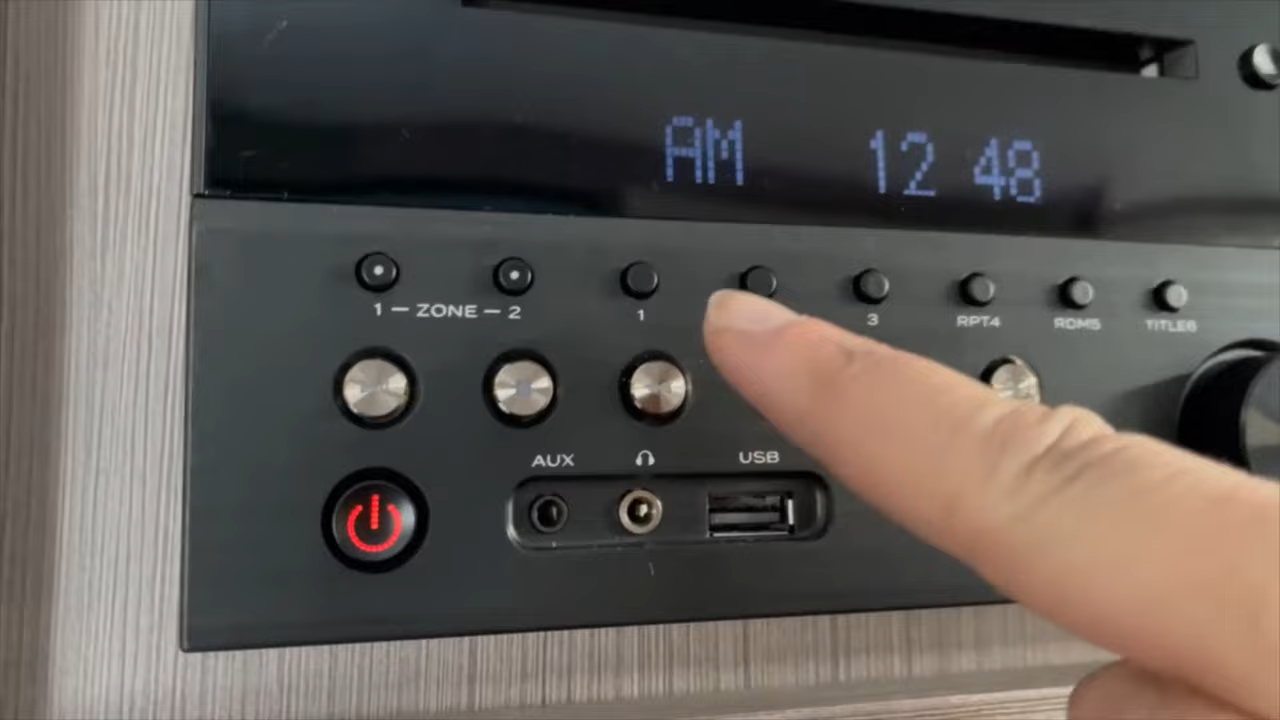 AM 12 48
1 — ZONE — 2 1 3 RPT4 RDM5 TITLE6
AUX USB